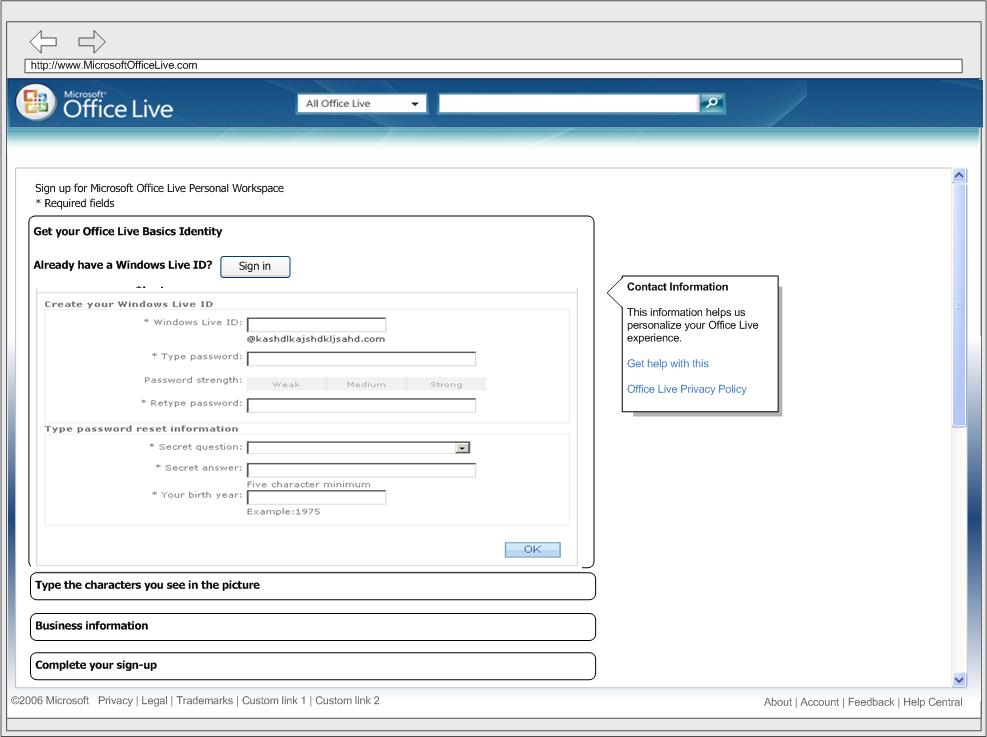 http://www.MicrosoftOfficeLive.com
Microsoft®
Office Live
All Office Live
Sign up for Microsoft Office Live Personal Workspace
* Required fields
Get your Office Live Basics Identity
Already have a Windows Live ID? Sign in
Create your Windows Live ID
* Windows Live ID:
@kashdlkajshdkljsahd.com
* Type password:
Password strength: Weak Medium Strong
* Retype password:
Type password reset information
* Secret question:
* Secret answer:
Five character minimum
* Your birth year:
Example:1975
OK
Contact Information
This information helps us
personalize your Office Live
experience.
Get help with this
Office Live Privacy Policy
Type the characters you see in the picture
Business information
Complete your sign-up
©2006 Microsoft Privacy | Legal | Trademarks | Custom link 1 | Custom link 2
About | Account | Feedback | Help Central